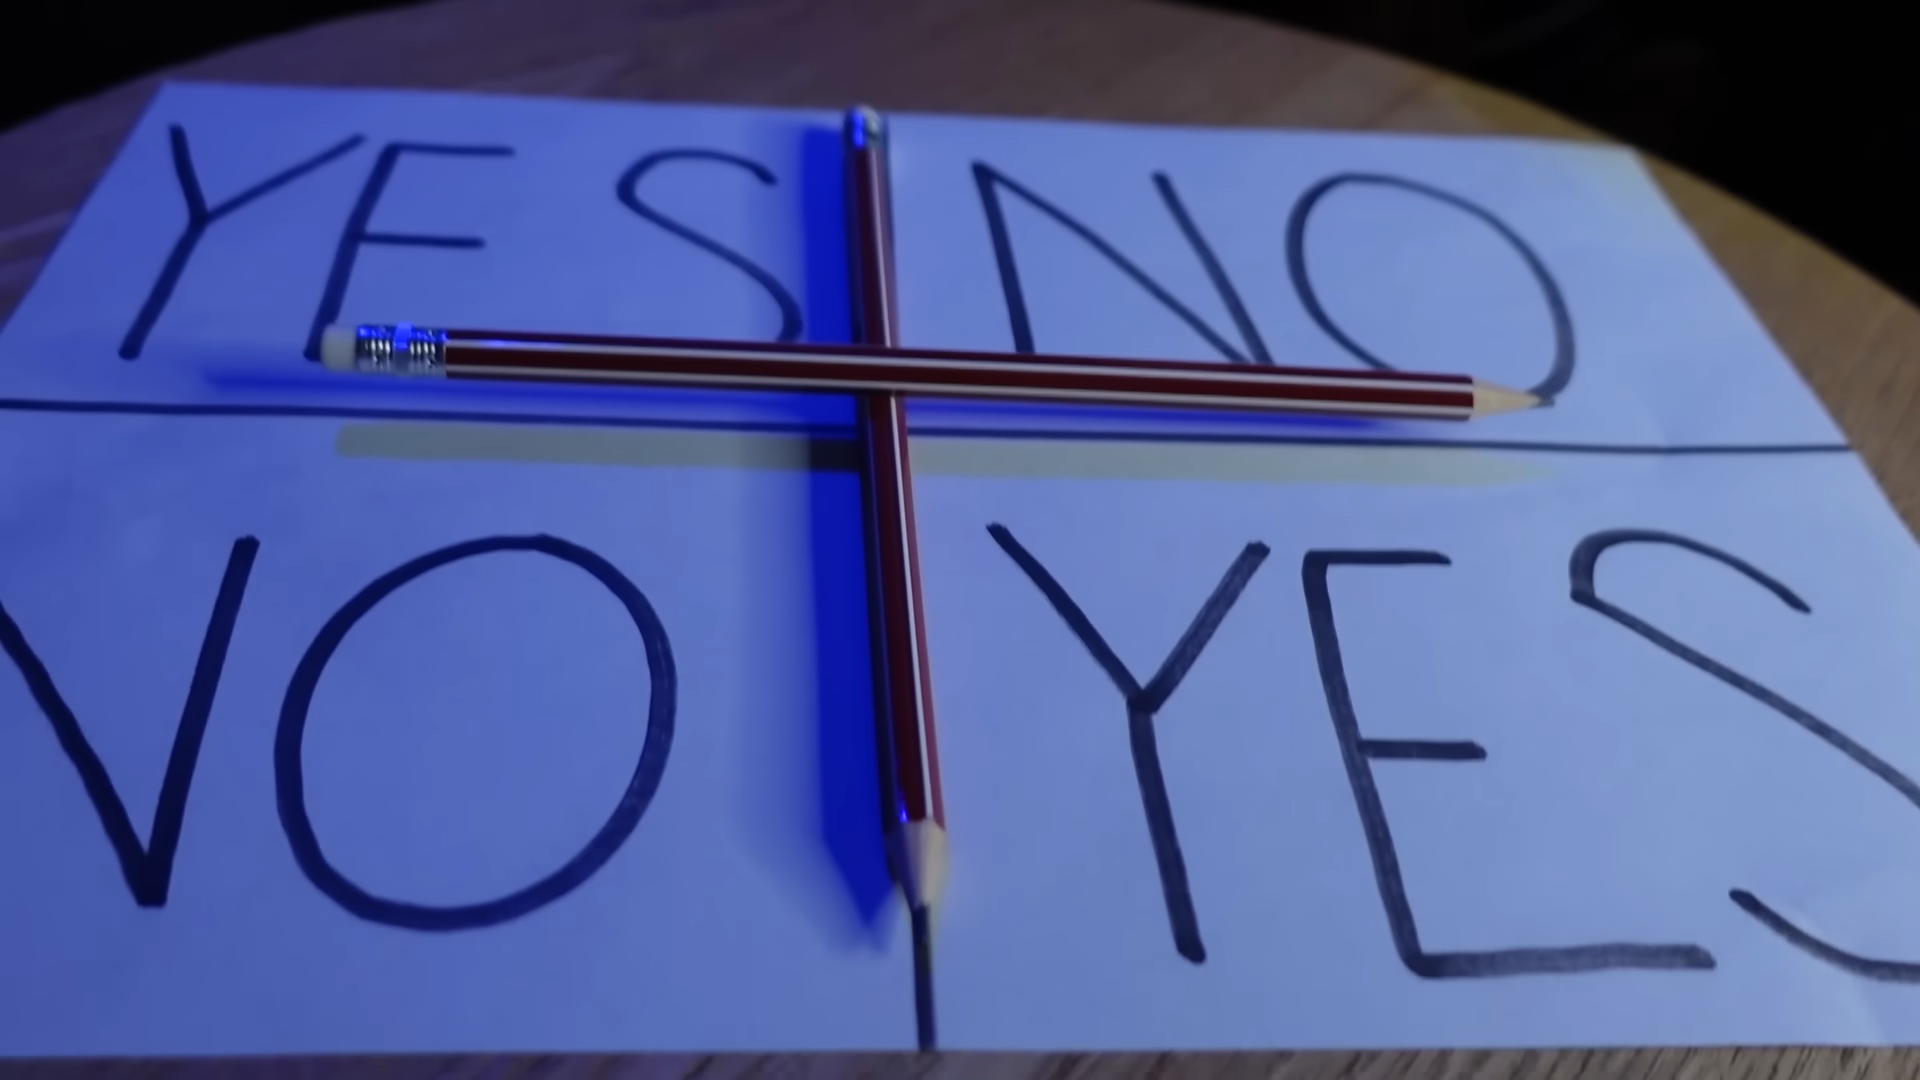 YES NO
NO YES